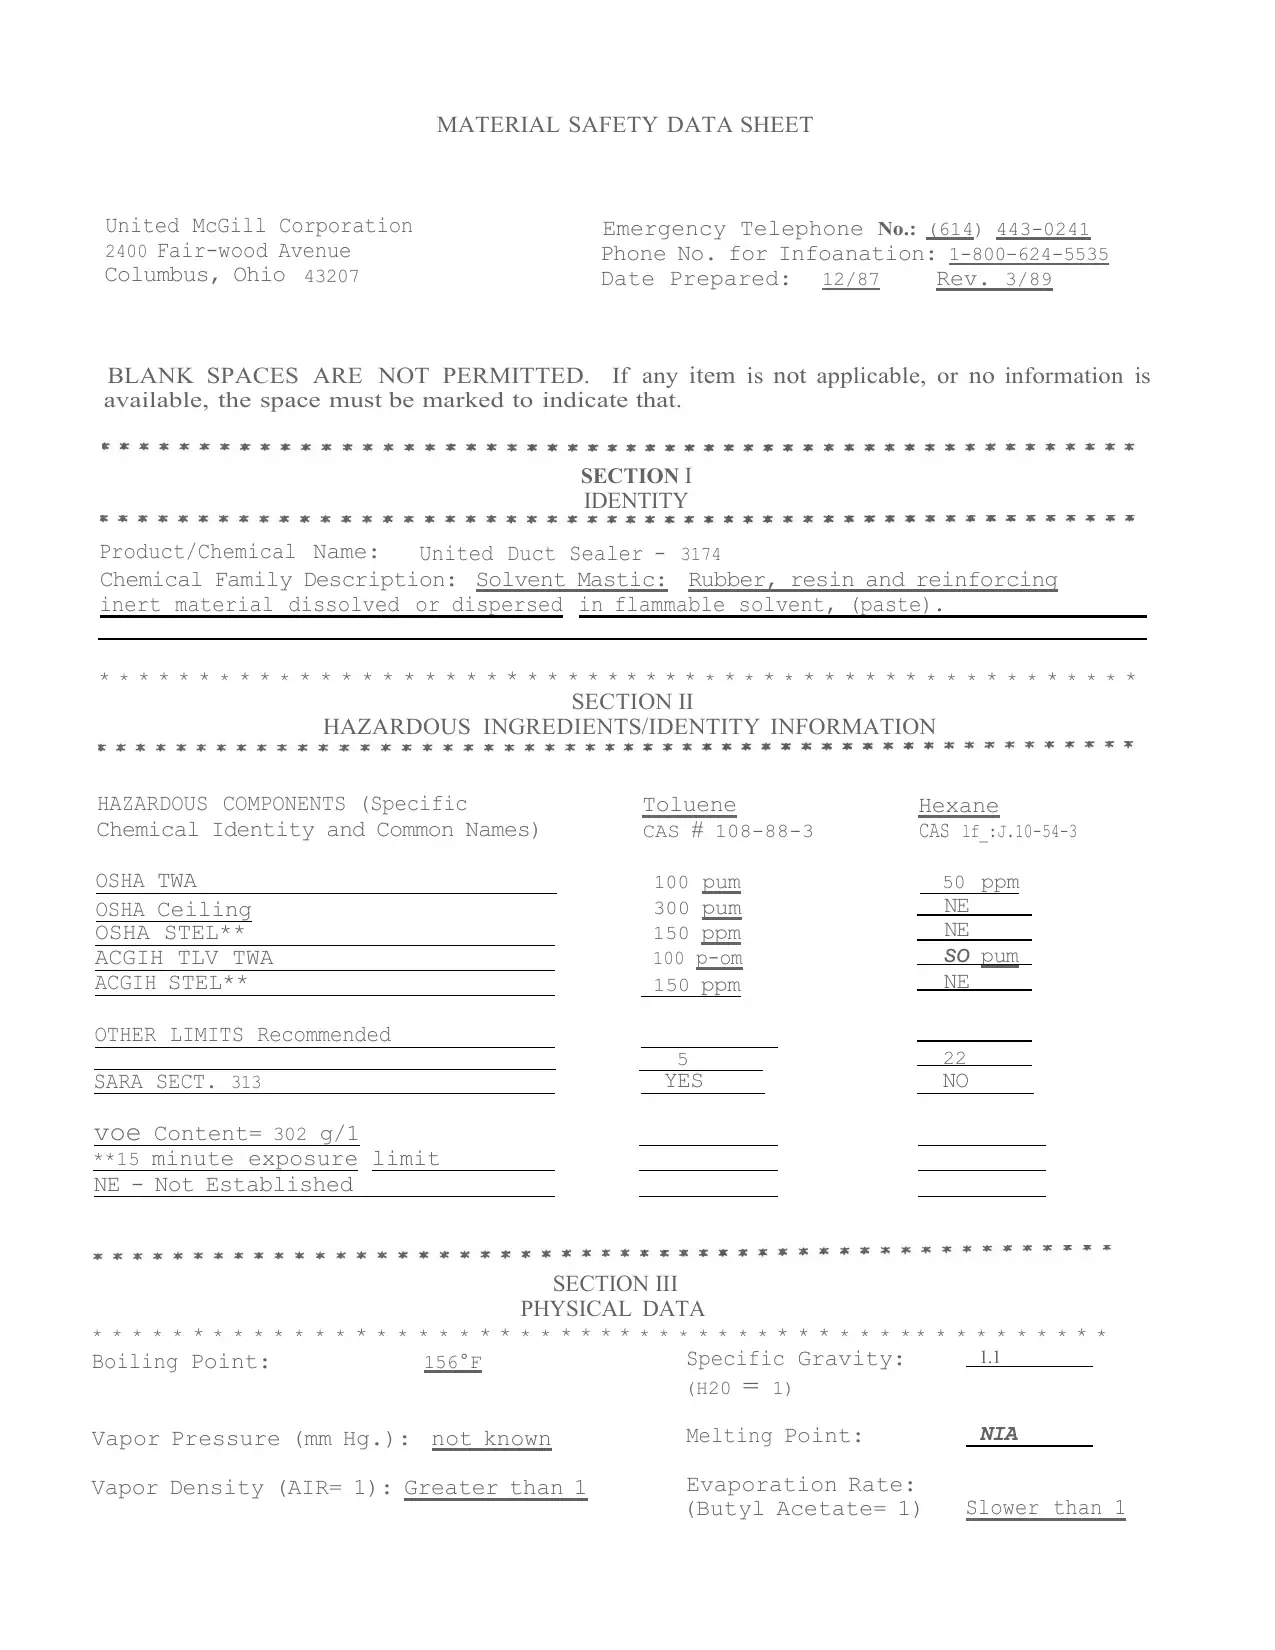 MATERIAL SAFETY DATA SHEET
United McGill Corporation
2400 Fair-wood Avenue
Columbus, Ohio 43207
Emergency Telephone No.: (614) 443-0241
Phone No. for Infoanation: 1-800-624-5535
Date Prepared: 12/87 Rev. 3/89
BLANK SPACES ARE NOT PERMITTED. If any item is not applicable, or no information is
available, the space must be marked to indicate that.
* * * * * * * * * * * * * * * * * * * * * * * * * * * * * * * * * * * * * * * * * * * * * * * * * * *
SECTION I
IDENTITY
* * * * * * * * * * * * * * * * * * * * * * * * * * * * * * * * * * * * * * * * * * * * * * * * * * *
Product/Chemical Name: United Duct Sealer - 3174
Chemical Family Description: Solvent Mastic: Rubber, resin and reinforcing
inert material dissolved or dispersed in flammable solvent, (paste).
* * * * * * * * * * * * * * * * * * * * * * * * * * * * * * * * * * * * * * * * * * * * * * * * * * *
SECTION II
HAZARDOUS INGREDIENTS/IDENTITY INFORMATION
* * * * * * * * * * * * * * * * * * * * * * * * * * * * * * * * * * * * * * * * * * * * * * * * * * *
HAZARDOUS COMPONENTS (Specific Toluene Hexane
Chemical Identity and Common Names) CAS # 108-88-3 CAS lf_:J.10-54-3
OSHA TWA 100 pum 50 ppm
OSHA Ceiling 300 pum NE
OSHA STEL** 150 ppm NE
ACGIH TLV TWA 100 p-om SO pum
ACGIH STEL** 150 ppm NE
OTHER LIMITS Recommended
5 22
SARA SECT. 313 YES NO
voe Content= 302 g/1
**15 minute exposure limit
NE - Not Established
* * * * * * * * * * * * * * * * * * * * * * * * * * * * * * * * * * * * * * * * * * * * * * * * * * *
SECTION III
PHYSICAL DATA
* * * * * * * * * * * * * * * * * * * * * * * * * * * * * * * * * * * * * * * * * * * * * * * * * * *
Boiling Point: 156°F Specific Gravity: 1.1
(H20 = 1)
Vapor Pressure (mm Hg.): not known Melting Point: NIA
Vapor Density (AIR= 1): Greater than 1 Evaporation Rate:
(Butyl Acetate= 1) Slower than 1